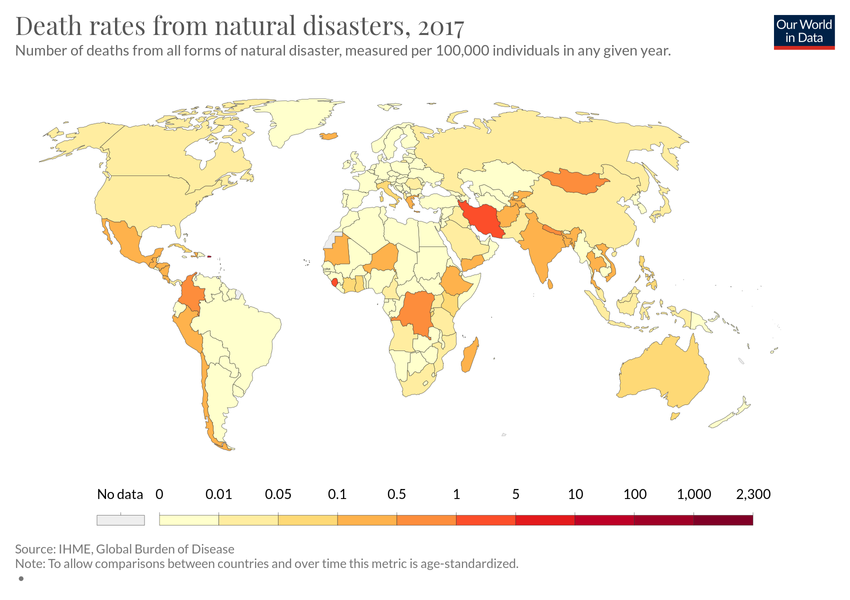 Death rates from natural disasters, 2017
Number of deaths from all forms of natural disaster, measured per 100,000 individuals in any given year.
Our World
in Data
No data 0 0.01 0.05 0.1 0.5 1 5 10 100 1,000 2,300
Source: IHME, Global Burden of Disease
Note: To allow comparisons between countries and over time this metric is age-standardized.